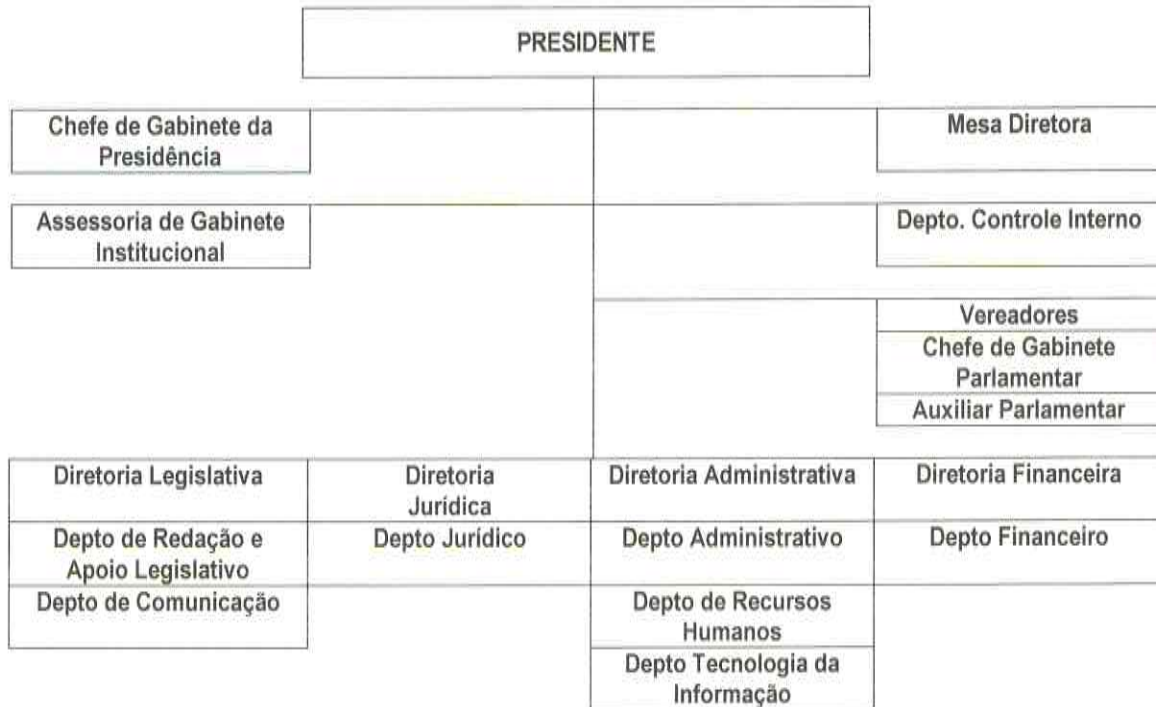 PRESIDENTE
Chefe de Gabinete da
Presidência
Mesa Diretora
Assessoria de Gabinete
Institucional
Depto. Controle Interno
Vereadores
Chefe de Gabinete
Parlamentar
Auxiliar Parlamentar
Diretoria Legislativa
Diretoria
Jurídica
Diretoria Administrativa
Diretoria Financeira
Depto de Redação e
Apoio Legislativo
Depto Jurídico
Depto Administrativo
Depto Financeiro
Depto de Comunicação
Depto de Recursos
Humanos
Depto Tecnologia da
Informação